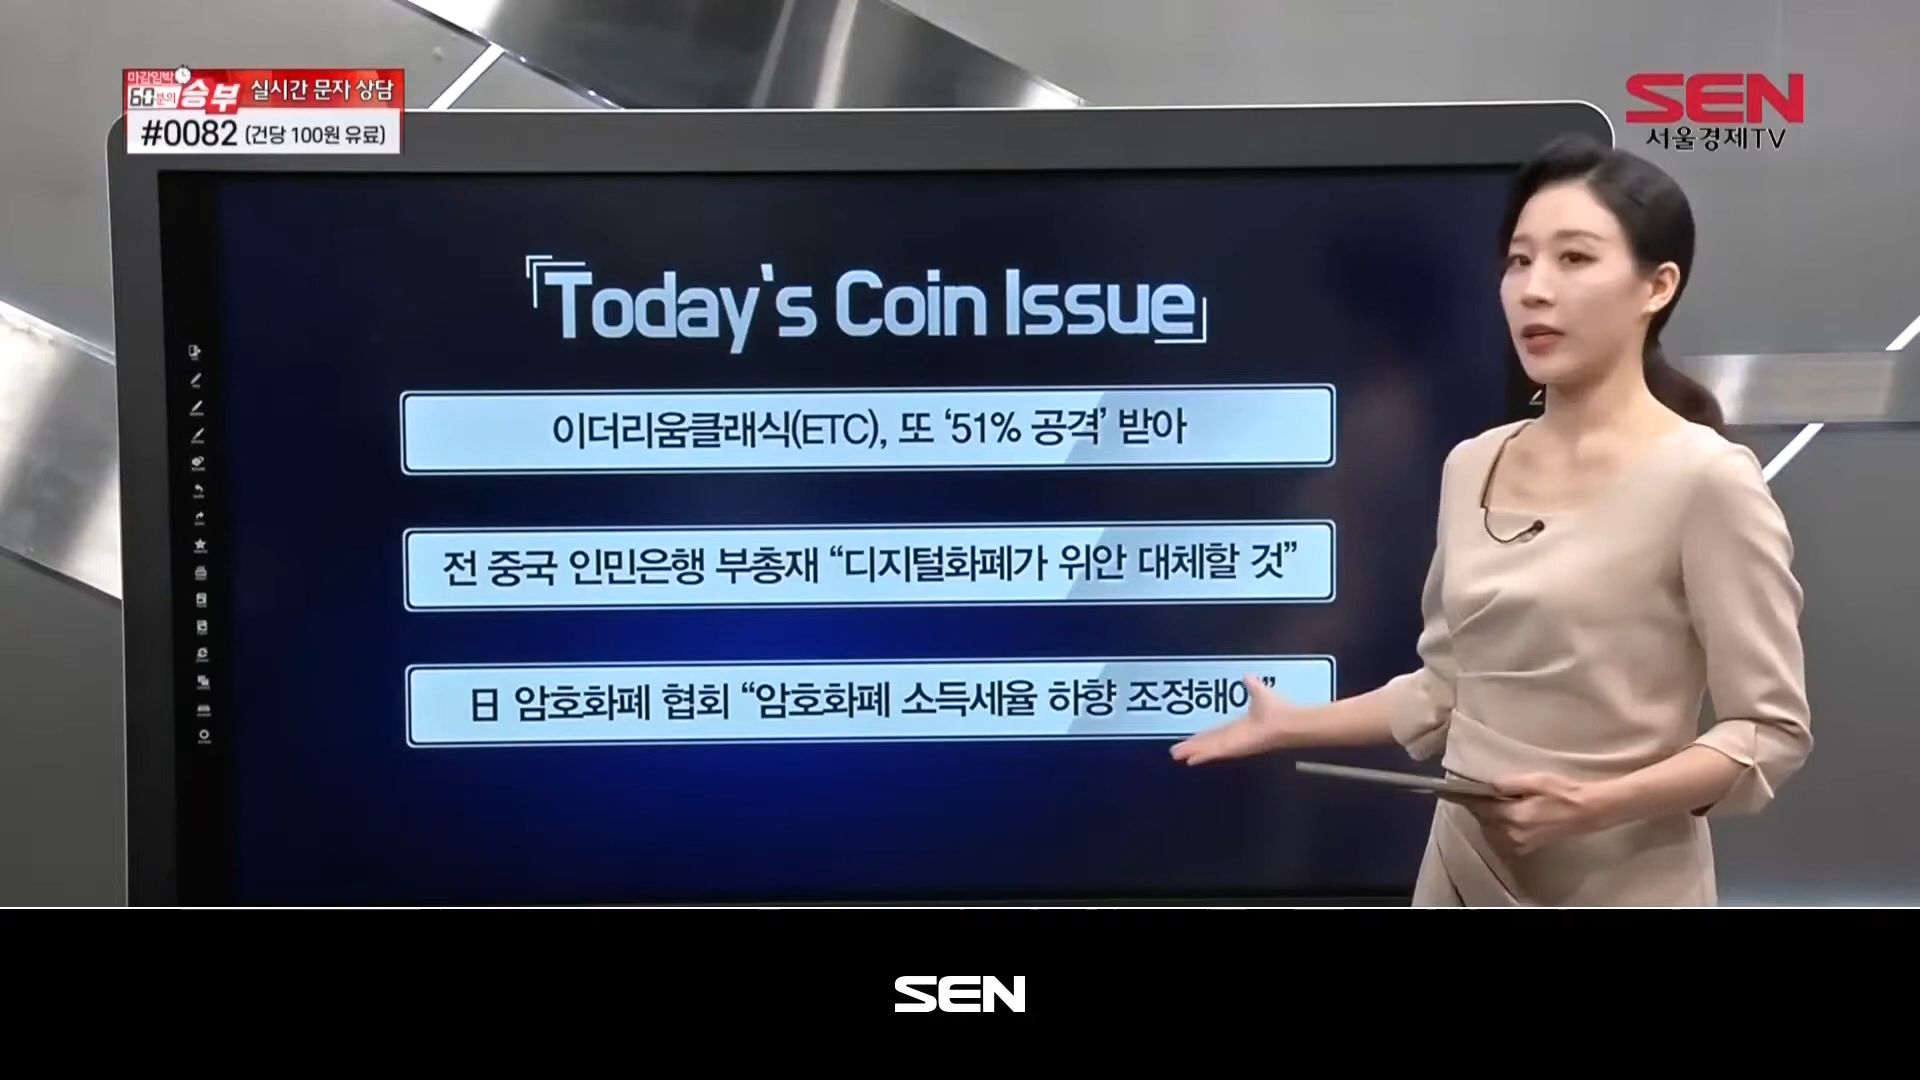 마감임박
60분의 승부 실시간 문자 상담
#0082 (건당 100원 유료)
SEN
서울경제TV
「Today's Coin Issue」
이더리움클래식(ETC), 또 ‘51% 공격’ 받아
전 중국 인민은행 부총재 “디지털화폐가 위안 대체할 것”
日 암호화폐 협회 “암호화폐 소득세율 하향 조정해야”
SEN